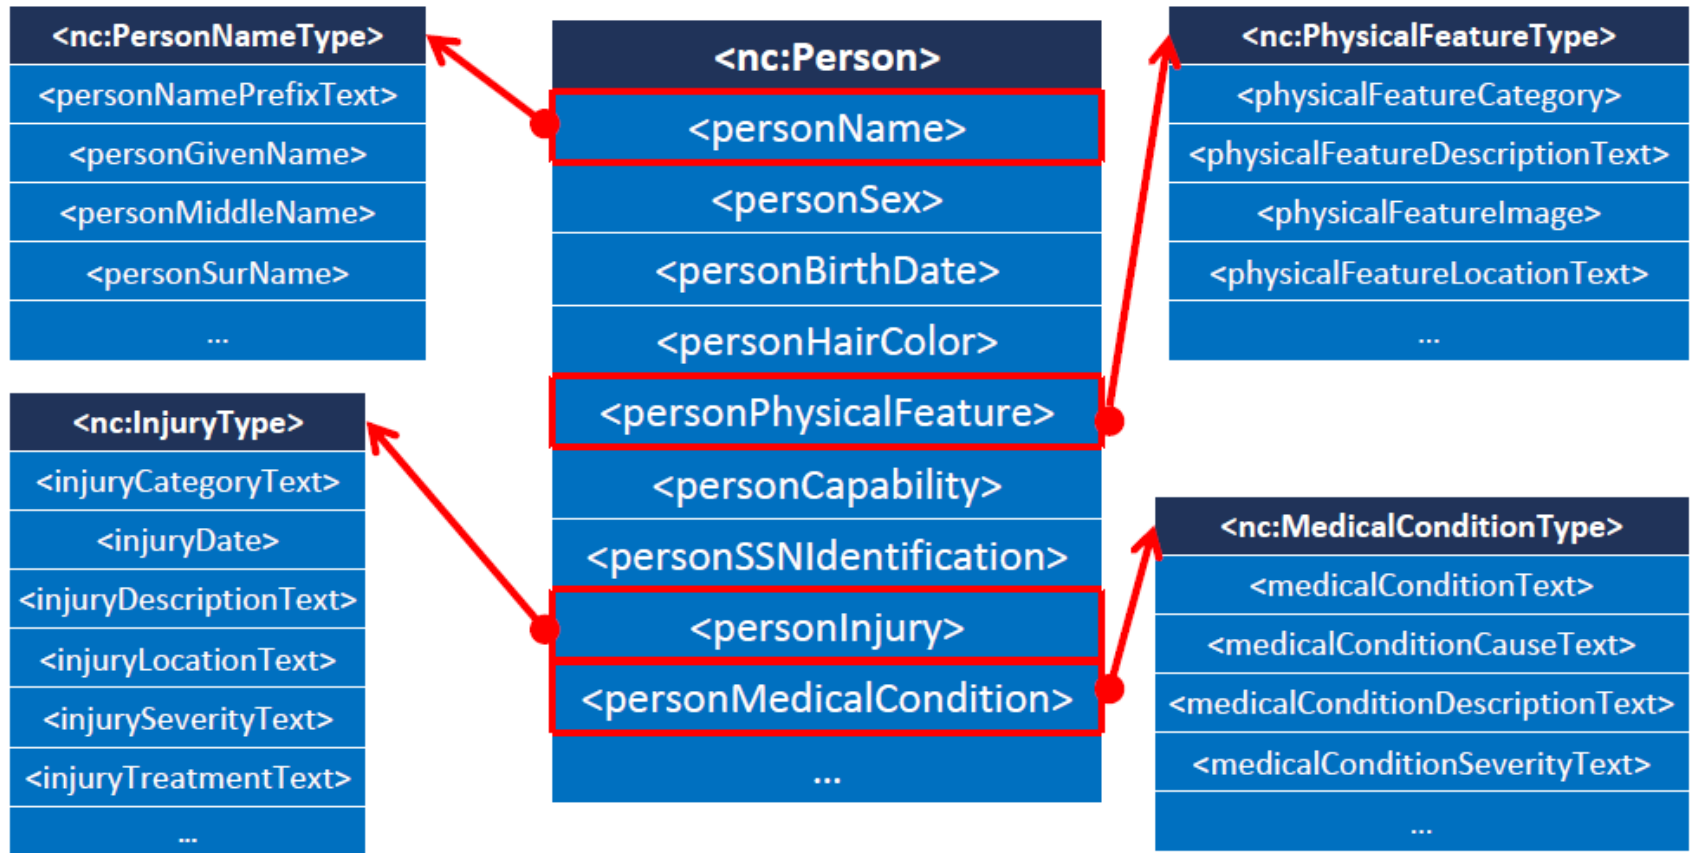 <nc:PersonNameType>
<personNamePrefixText>
<personGivenName>
<personMiddleName>
<personSurName>
...
<nc:InjuryType>
<injuryCategoryText>
<injuryDate>
<injuryDescriptionText>
<injuryLocationText>
<injurySeverityText>
<injuryTreatmentText>
...
<nc:Person>
<personName>
<personSex>
<personBirthDate>
<personHairColor>
<personPhysicalFeature>
<personCapability>
<personSSNIdentification>
<personInjury>
<personMedicalCondition>
...
<nc:PhysicalFeatureType>
<physicalFeatureCategory>
<physicalFeatureDescriptionText>
<physicalFeatureImage>
<physicalFeatureLocationText>
...
<nc:MedicalConditionType>
<medicalConditionText>
<medicalConditionCauseText>
<medicalConditionDescriptionText>
<medicalConditionSeverityText>
...